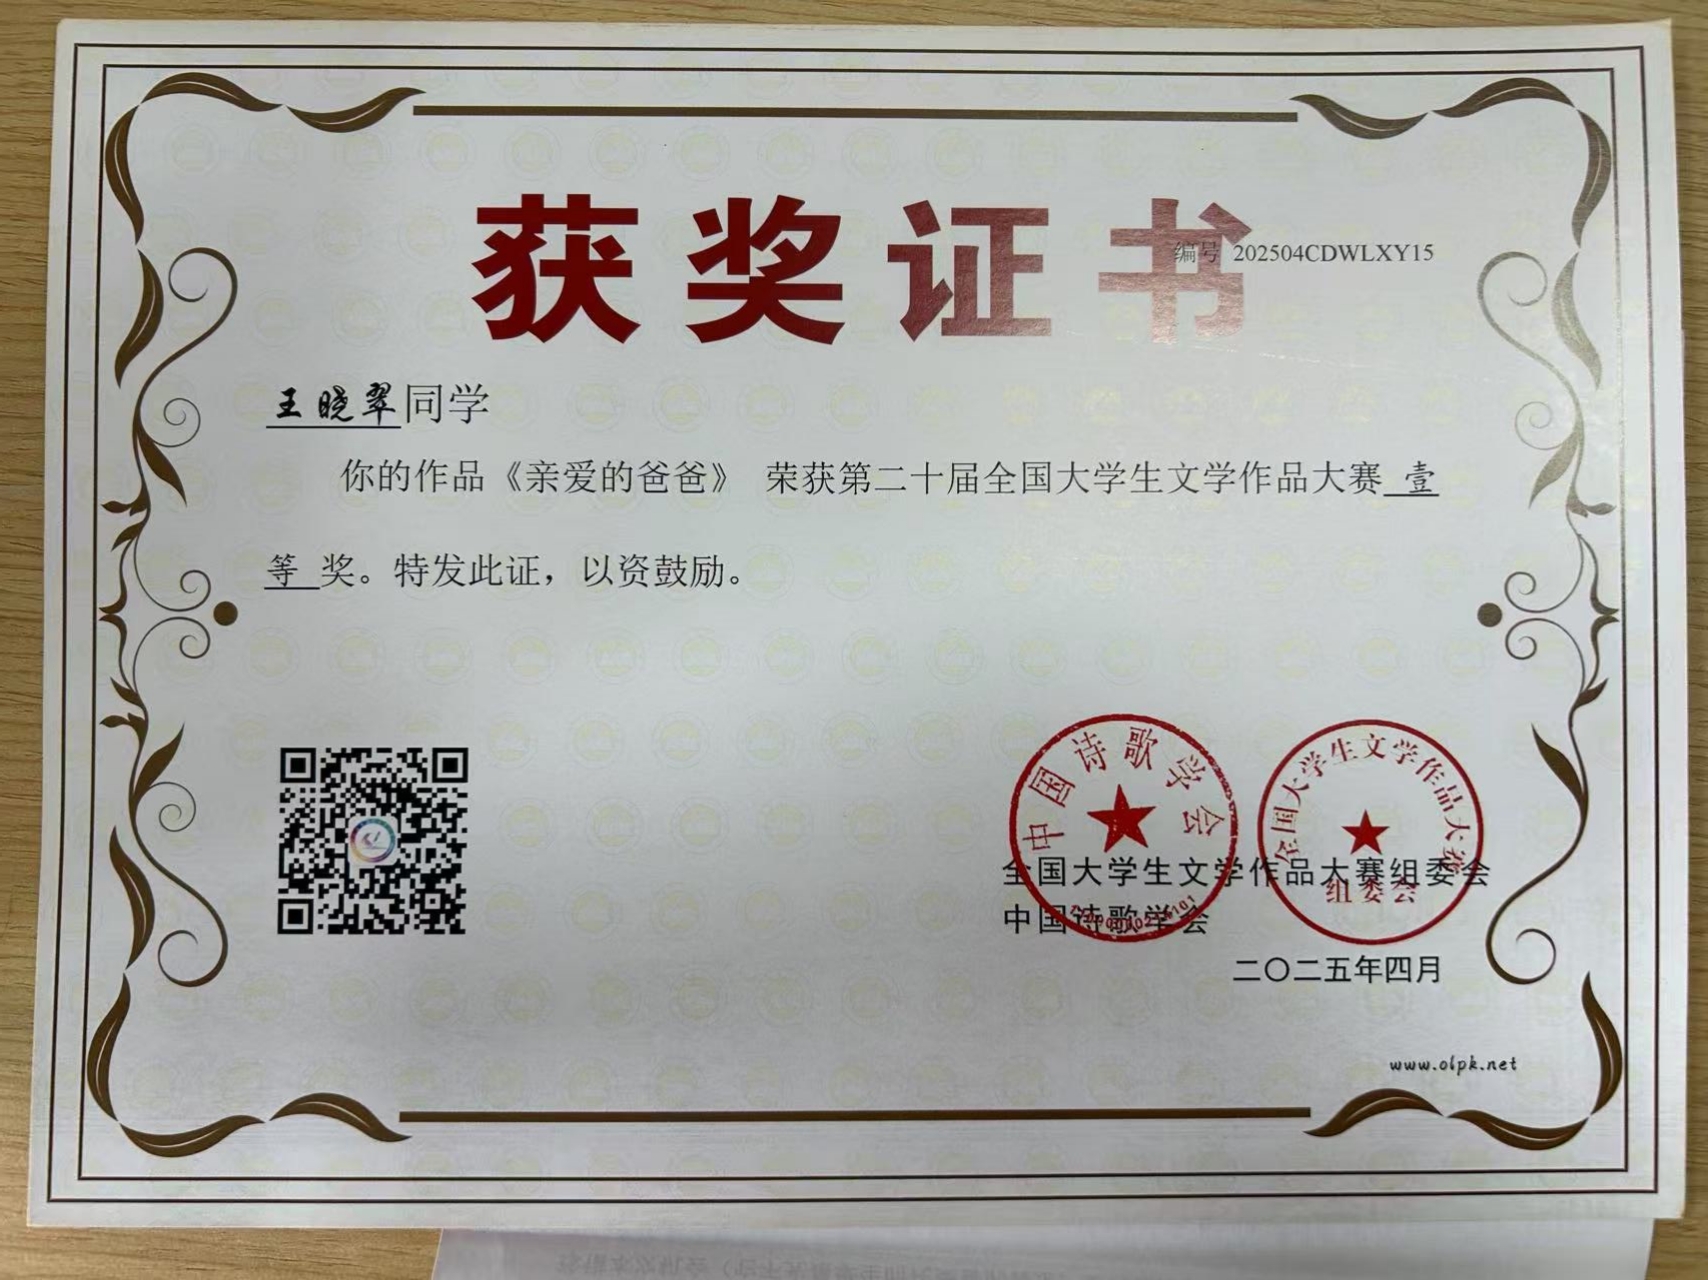 获奖证书
编号 202504CDWLXY15
王晓翠同学
你的作品《亲爱的爸爸》 荣获第二十届全国大学生文学作品大赛 壹
等 奖。特发此证，以资鼓励。
中国诗歌学会
全国大学生文学作品大赛
组委会
全国大学生文学作品大赛组委会
中国诗歌学会
二〇二五年四月
www.olpk.net